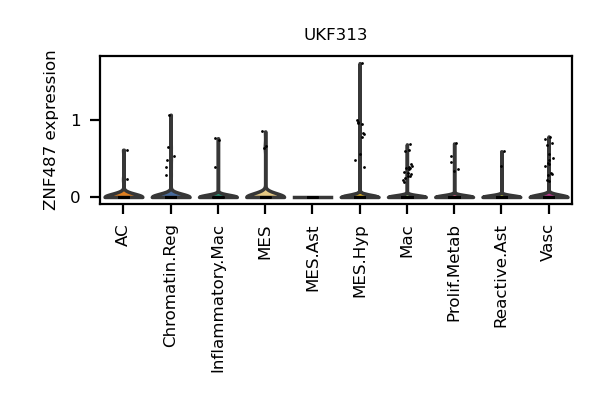 UKF313
ZNF487 expression
1
0
AC
Chromatin.Reg
Inflammatory.Mac
MES
MES.Ast
MES.Hyp
Mac
Prolif.Metab
Reactive.Ast
Vasc